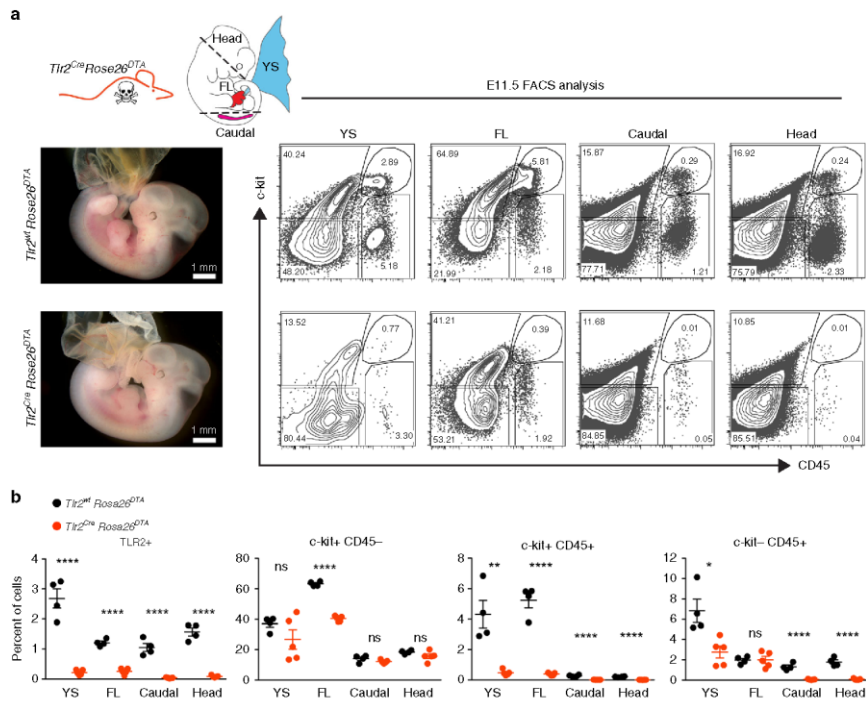 a
Tlr2Cre Rose26DTA
Head
YS
FL
Caudal
E11.5 FACS analysis
YS
FL
Caudal
Head
Tlr2wt Rosa26DTA
1 mm
c-kit
40.24
2.89
48.20
5.18
64.89
5.81
21.99
2.18
15.87
0.29
77.71
1.21
16.92
0.24
75.79
2.33
Tlr2Cre Rosa26DTA
1 mm
13.52
0.77
80.44
3.30
41.21
0.39
53.21
1.92
11.68
0.01
84.85
0.05
10.85
0.01
85.51
0.04
CD45
b
Tlr2wt Rosa26DTA
Tlr2Cre Rosa26DTA
TLR2+
Percent of cells
4
3
2
1
0
****
****
****
****
YS
FL
Caudal
Head
c-kit+ CD45–
80
60
40
20
0
ns
****
ns
ns
YS
FL
Caudal
Head
c-kit+ CD45+
8
6
4
2
0
**
****
****
****
YS
FL
Caudal
Head
c-kit– CD45+
12
10
8
6
4
2
0
*
ns
****
****
YS
FL
Caudal
Head